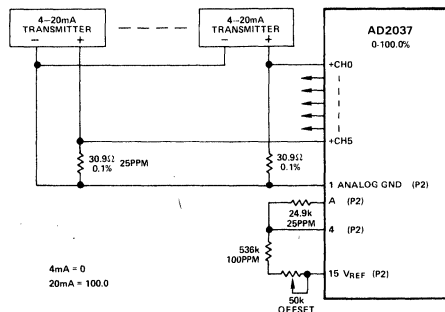 4–20mA
TRANSMITTER
– +
4–20mA
TRANSMITTER
– +
AD2037
0-100.0%
+CH0
+CH5
30.9Ω 25PPM
0.1%
30.9Ω
0.1%
1 ANALOG GND (P2)
A (P2)
24.9k
25PPM
4 (P2)
536k
100PPM
15 VREF (P2)
50k
OFFSET
4mA = 0
20mA = 100.0